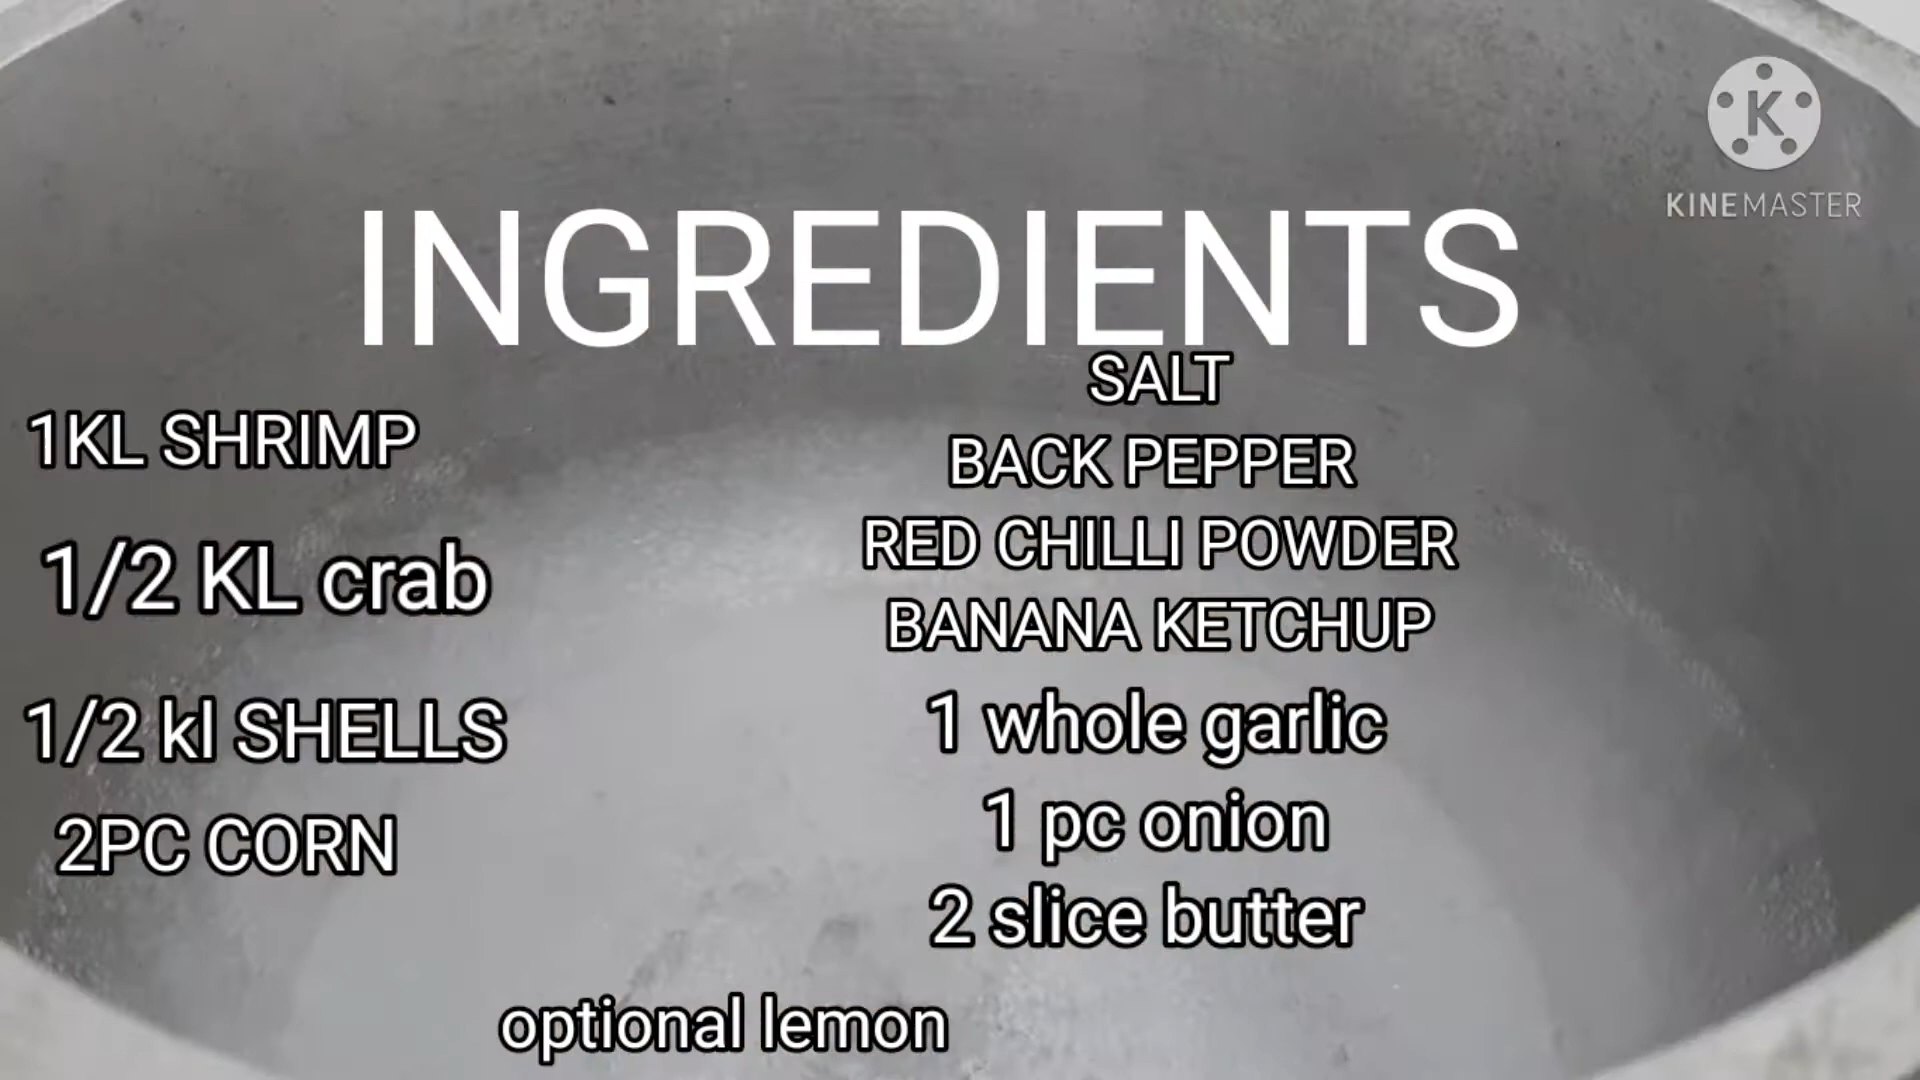 K
KINEMASTER
INGREDIENTS
1KL SHRIMP
1/2 KL crab
1/2 kl SHELLS
2PC CORN
SALT
BACK PEPPER
RED CHILLI POWDER
BANANA KETCHUP
1 whole garlic
1 pc onion
2 slice butter
optional lemon